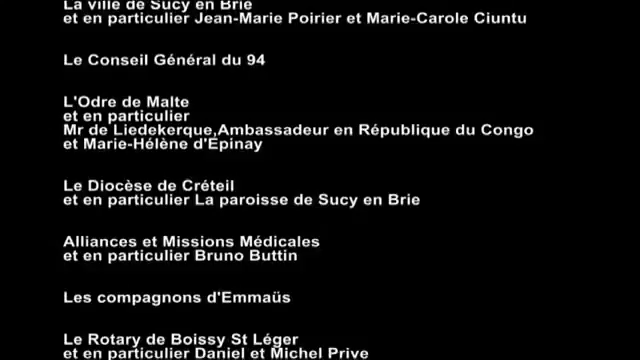 La ville de Sucy en Brie
et en particulier Jean-Marie Poirier et Marie-Carole Ciuntu
Le Conseil Général du 94
L'Odre de Malte
et en particulier
Mr de Liedekerque,Ambassadeur en République du Congo
et Marie-Hélène d'Epinay
Le Diocèse de Créteil
et en particulier La paroisse de Sucy en Brie
Alliances et Missions Médicales
et en particulier Bruno Buttin
Les compagnons d'Emmaüs
Le Rotary de Boissy St Léger
et en particulier Daniel et Michel Prive